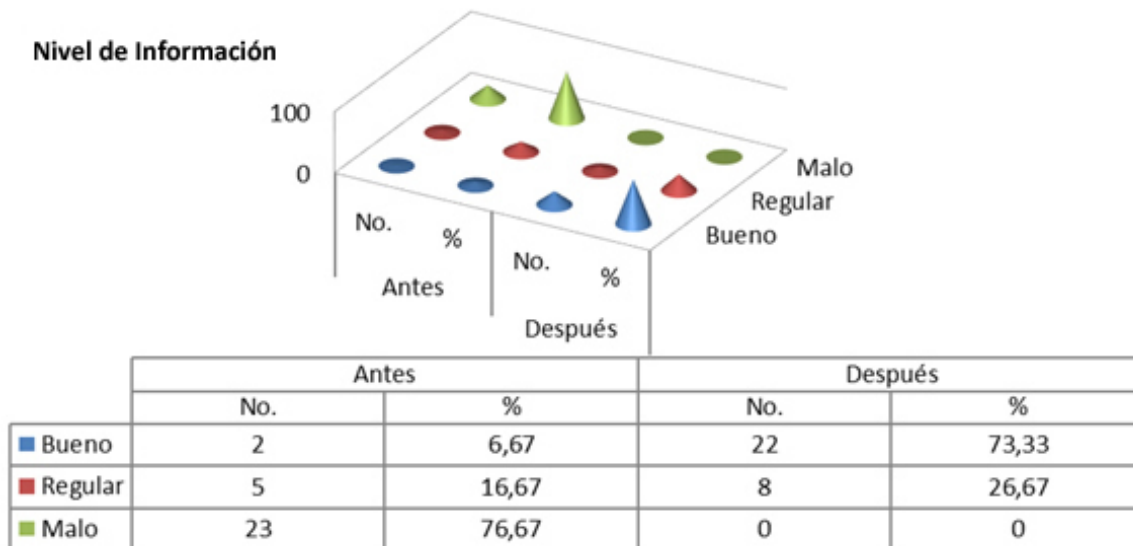 Nivel de Información
100
0
Malo
Regular
Bueno
No.
%
No.
%
Antes
Después
Antes Después
No. % No. %
Bueno 2 6,67 22 73,33
Regular 5 16,67 8 26,67
Malo 23 76,67 0 0